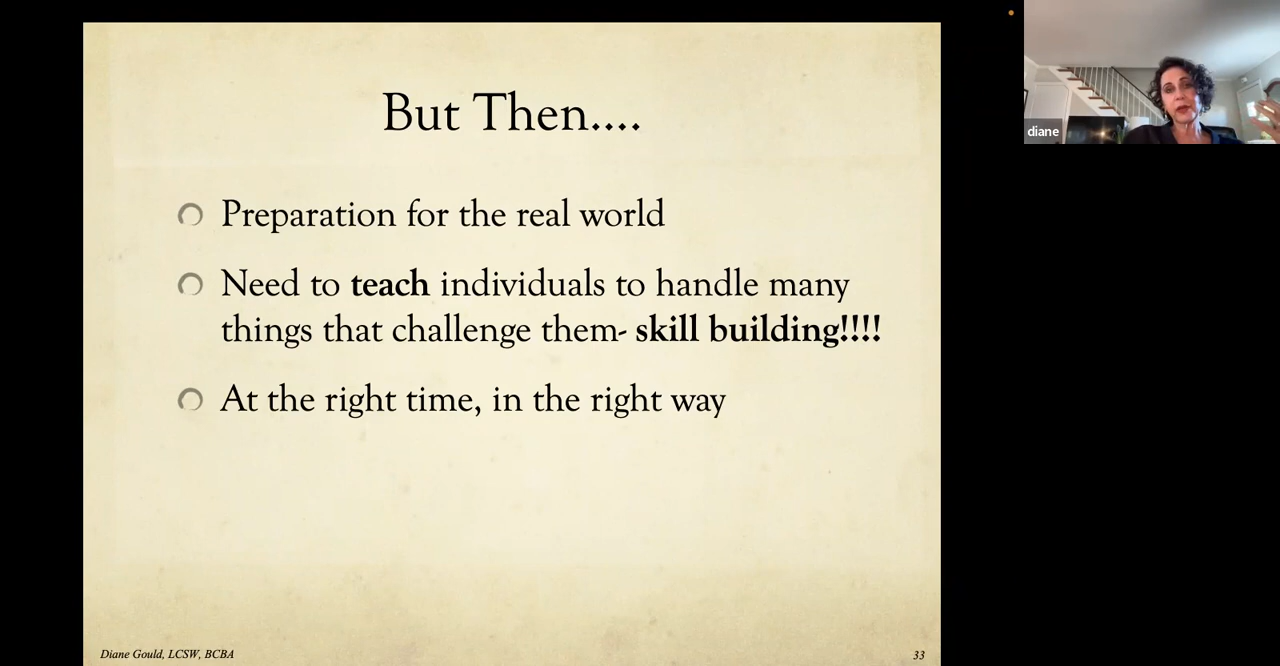 But Then....
diane
Preparation for the real world
Need to teach individuals to handle many
things that challenge them- skill building!!!!
At the right time, in the right way
Diane Gould, LCSW, BCBA
33